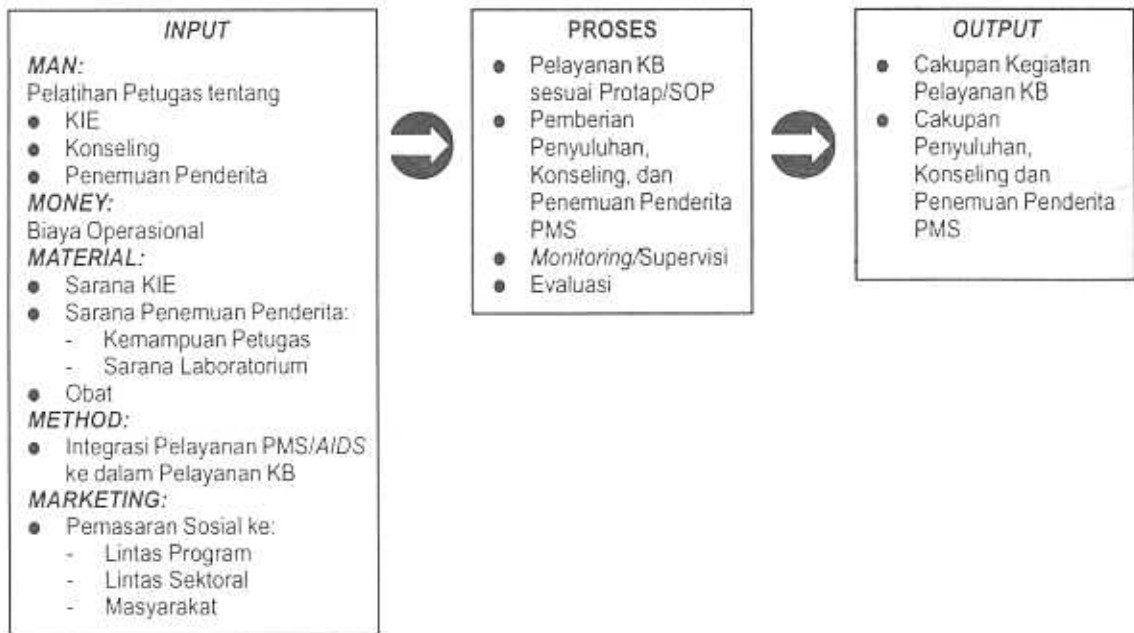 INPUT
MAN:
Pelatihan Petugas tentang
● KIE
● Konseling
● Penemuan Penderita
MONEY:
Biaya Operasional
MATERIAL:
● Sarana KIE
● Sarana Penemuan Penderita:
- Kemampuan Petugas
- Sarana Laboratorium
● Obat
METHOD:
● Integrasi Pelayanan PMS/AIDS
ke dalam Pelayanan KB
MARKETING:
● Pemasaran Sosial ke:
- Lintas Program
- Lintas Sektoral
- Masyarakat
PROSES
● Pelayanan KB
sesuai Protap/SOP
● Pemberian
Penyuluhan,
Konseling, dan
Penemuan Penderita
PMS
● Monitoring/Supervisi
● Evaluasi
OUTPUT
● Cakupan Kegiatan
Pelayanan KB
● Cakupan
Penyuluhan,
Konseling dan
Penemuan Penderita
PMS